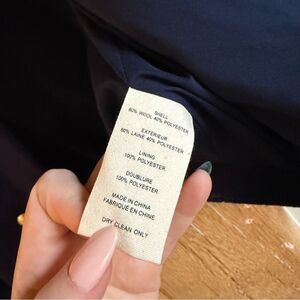 SHELL
60% WOOL 40% POLYESTER
EXTERIEUR
60% LAINE 40% POLYESTER
LINING
100% POLYESTER
DOUBLURE
100% POLYESTER
MADE IN CHINA
FABRIQUÉ EN CHINE
DRY CLEAN ONLY